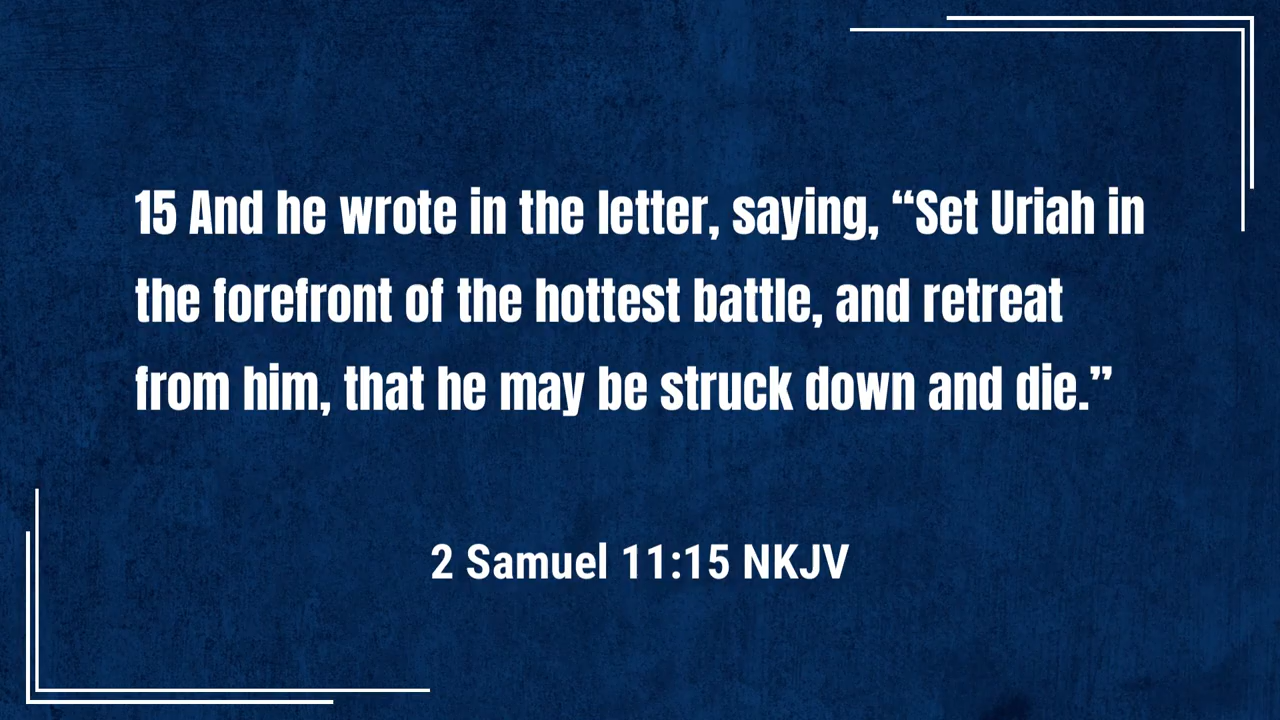 15 And he wrote in the letter, saying, “Set Uriah in
the forefront of the hottest battle, and retreat
from him, that he may be struck down and die.”
2 Samuel 11:15 NKJV